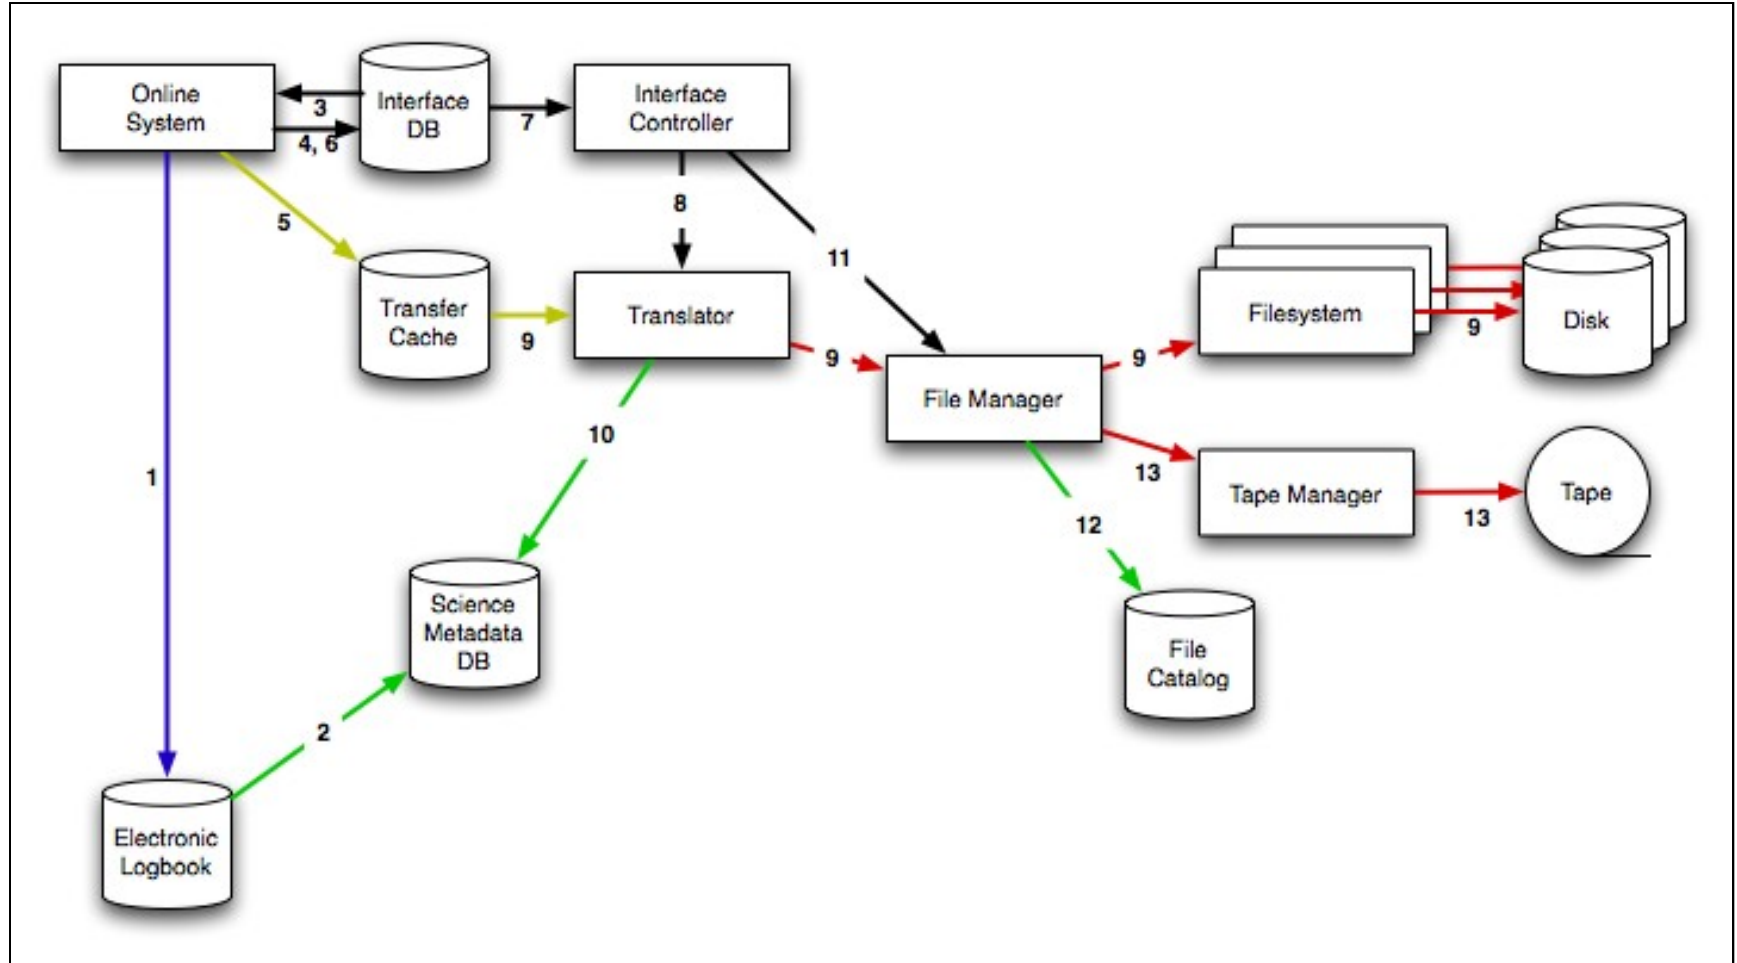 Online
System
3
4, 6
Interface
DB
7
Interface
Controller
5
8
11
Transfer
Cache
9
Translator
9
File Manager
9
Filesystem
9
Disk
10
1
13
Tape Manager
13
Tape
12
Science
Metadata
DB
File
Catalog
2
Electronic
Logbook